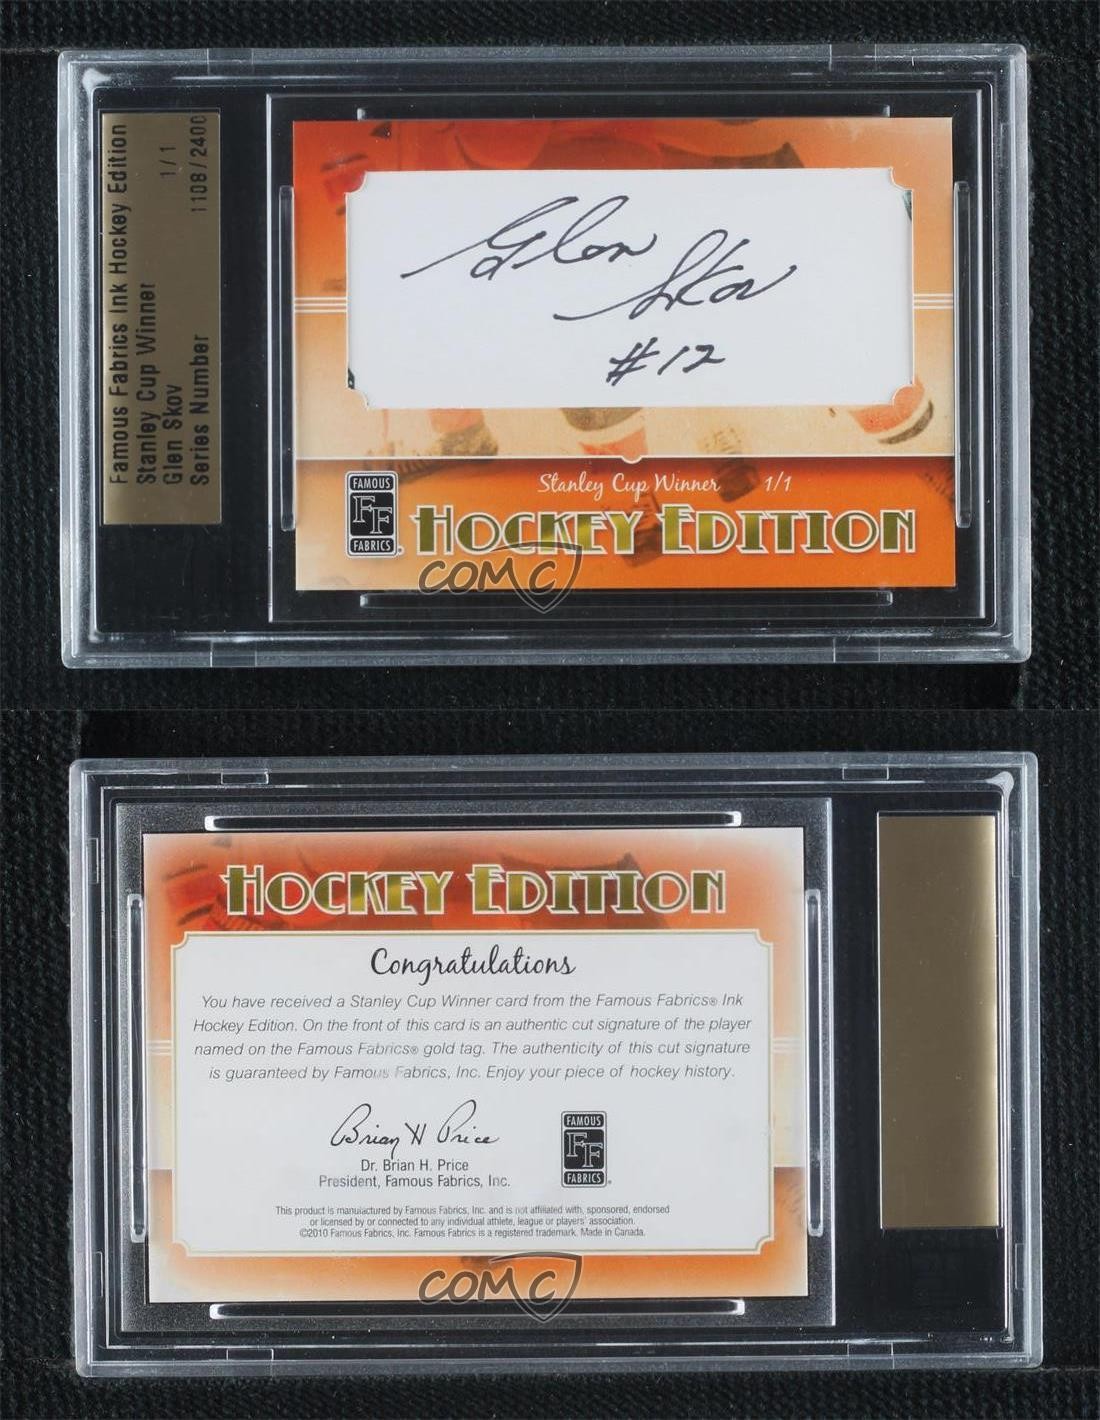 Famous Fabrics Ink Hockey Edition
Stanley Cup Winner 1/1
Glen Skov
Series Number 1108/2400
Glen
Skov
#12
Stanley Cup Winner 1/1
FAMOUS
FF
FABRICS
HOCKEY EDITION
COMC
HOCKEY EDITION
Congratulations
You have received a Stanley Cup Winner card from the Famous Fabrics® Ink
Hockey Edition. On the front of this card is an authentic cut signature of the player
named on the Famous Fabrics® gold tag. The authenticity of this cut signature
is guaranteed by Famous Fabrics, Inc. Enjoy your piece of hockey history.
Brian H Price
Dr. Brian H. Price
President, Famous Fabrics, Inc.
FAMOUS
FF
FABRICS
This product is manufactured by Famous Fabrics, Inc. and is not affiliated with, sponsored, endorsed
or licensed by or connected to any individual athlete, league or players' association.
©2010 Famous Fabrics, Inc. Famous Fabrics is a registered trademark. Made in Canada.
COMC